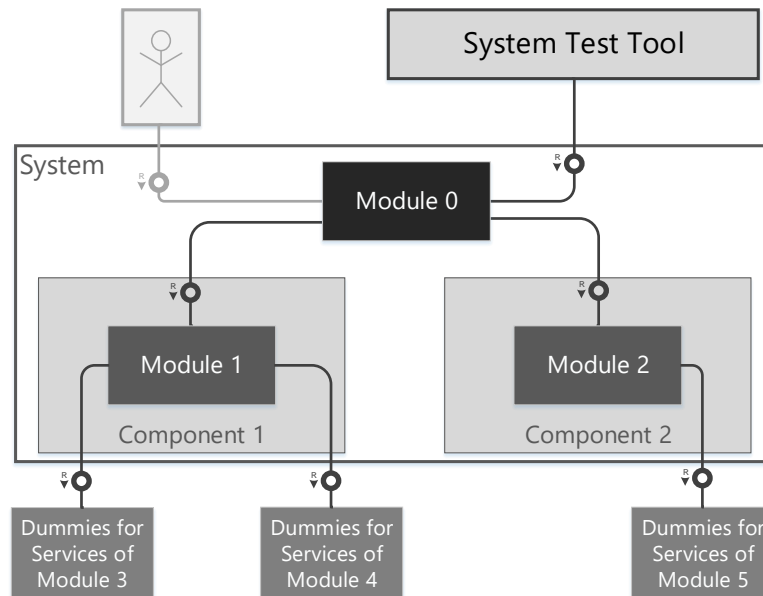 System Test Tool
System
R
R
Module 0
R
R
Module 1
Module 2
Component 1
Component 2
R
R
R
Dummies for
Services of
Module 3
Dummies for
Services of
Module 4
Dummies for
Services of
Module 5